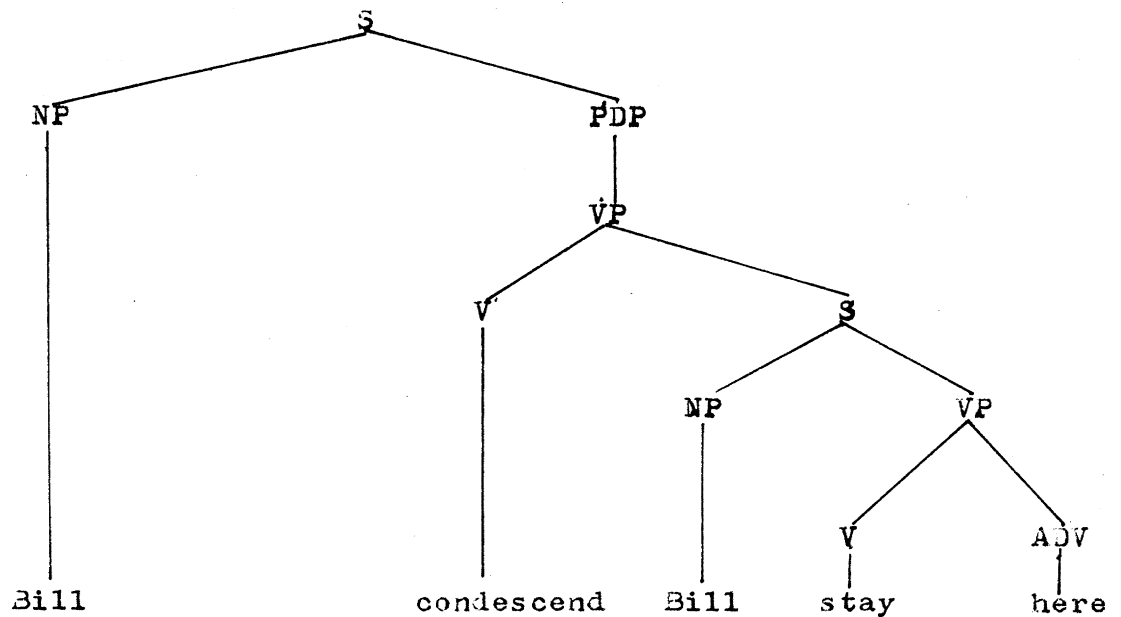 S
NP PDP
VP
V S
NP VP
V ADV
Bill condescend Bill stay here